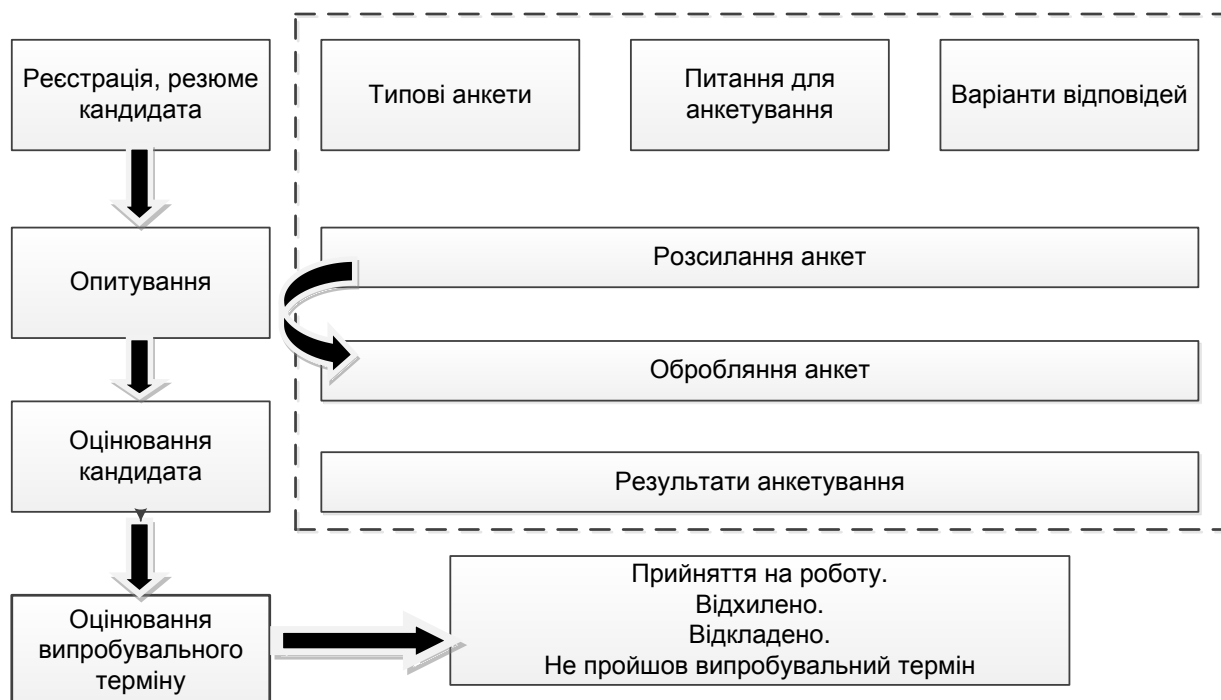 Реєстрація, резюме
кандидата
Типові анкети
Питання для
анкетування
Варіанти відповідей
Опитування
Розсилання анкет
Обробляння анкет
Оцінювання
кандидата
Результати анкетування
Оцінювання
випробувального
терміну
Прийняття на роботу.
Відхилено.
Відкладено.
Не пройшов випробувальний термін